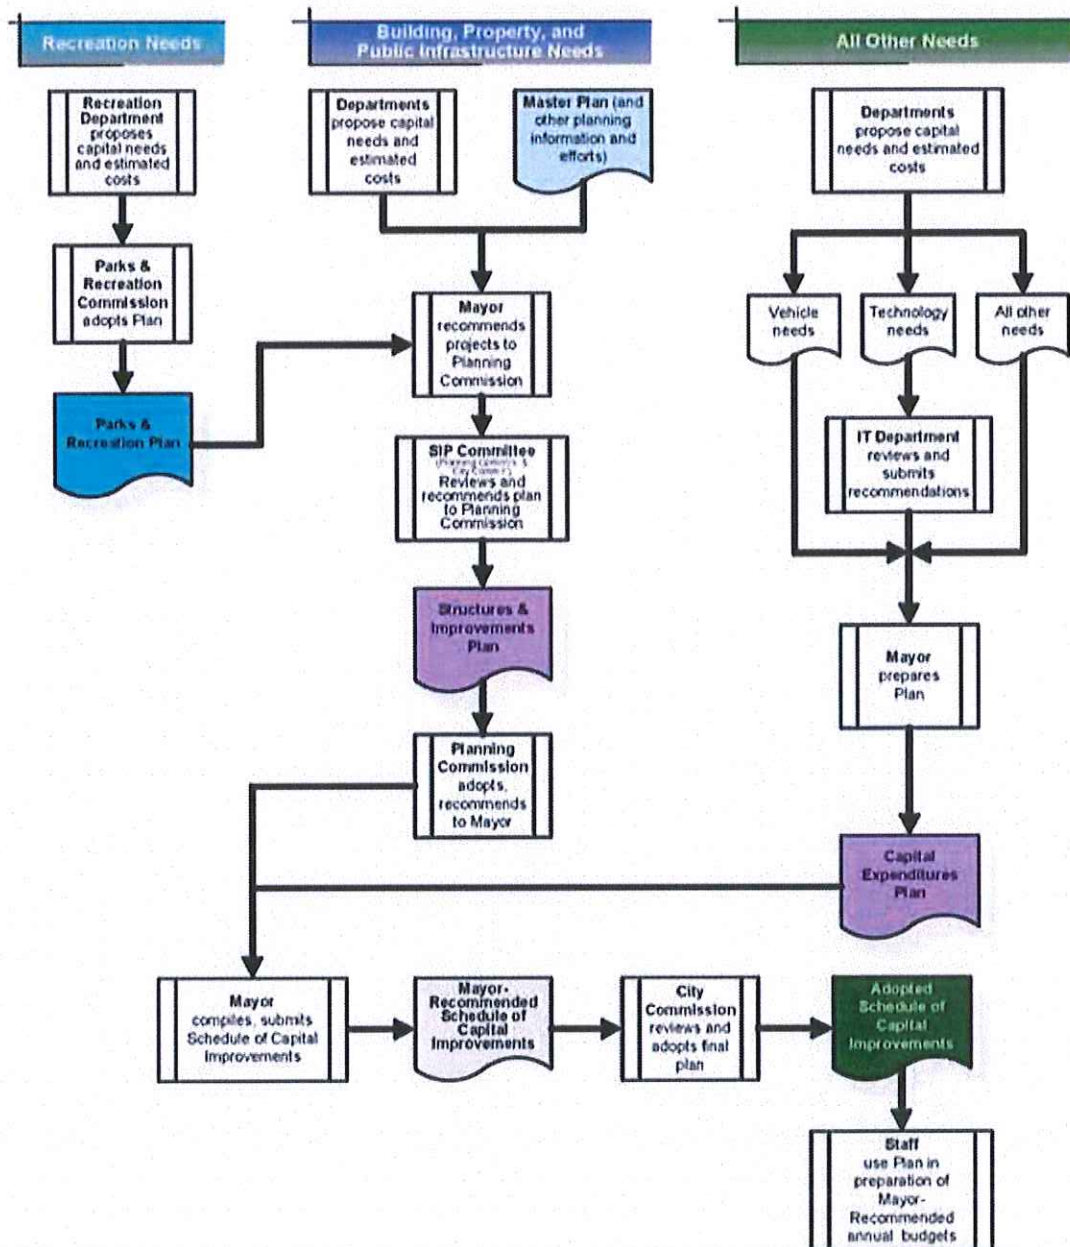 Recreation Needs
Building, Property, and
Public Infrastructure Needs
All Other Needs
Recreation
Department
proposes
capital needs
and estimated
costs
Departments
propose capital
needs and
estimated
costs
Master Plan (and
other planning
information and
efforts)
Departments
propose capital
needs and estimated
costs
Parks &
Recreation
Commission
adopts Plan
Mayor
recommends
projects to
Planning
Commission
Vehicle
needs
Technology
needs
All other
needs
Parks &
Recreation Plan
SIP Committee
Reviews and
recommends plan
to Planning
Commission
IT Department
reviews and
submits
recommendations
Structures &
Improvements
Plan
Mayor
prepares
Plan
Planning
Commission
adopts,
recommends
to Mayor
Capital
Expenditures
Plan
Mayor
compiles, submits
Schedule of Capital
Improvements
Mayor-
Recommended
Schedule of
Capital
Improvements
City
Commission
reviews and
adopts final
plan
Adopted
Schedule of
Capital
Improvements
Staff
use Plan in
preparation of
Mayor-
Recommended
annual budgets